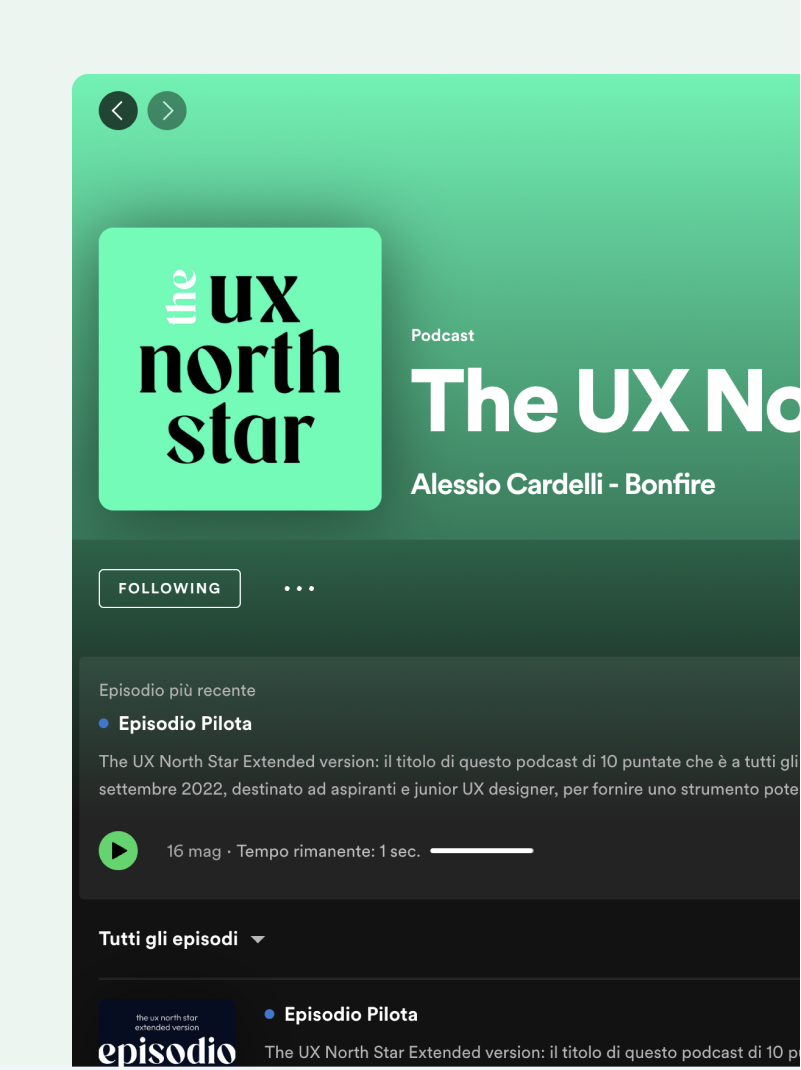 the ux
north
star
Podcast
The UX No
Alessio Cardelli - Bonfire
FOLLOWING
Episodio più recente
Episodio Pilota
The UX North Star Extended version: il titolo di questo podcast di 10 puntate che è a tutti gli
settembre 2022, destinato ad aspiranti e junior UX designer, per fornire uno strumento pote
16 mag · Tempo rimanente: 1 sec.
Tutti gli episodi
the ux north star
extended version
episodio
Episodio Pilota
The UX North Star Extended version: il titolo di questo podcast di 10 pu